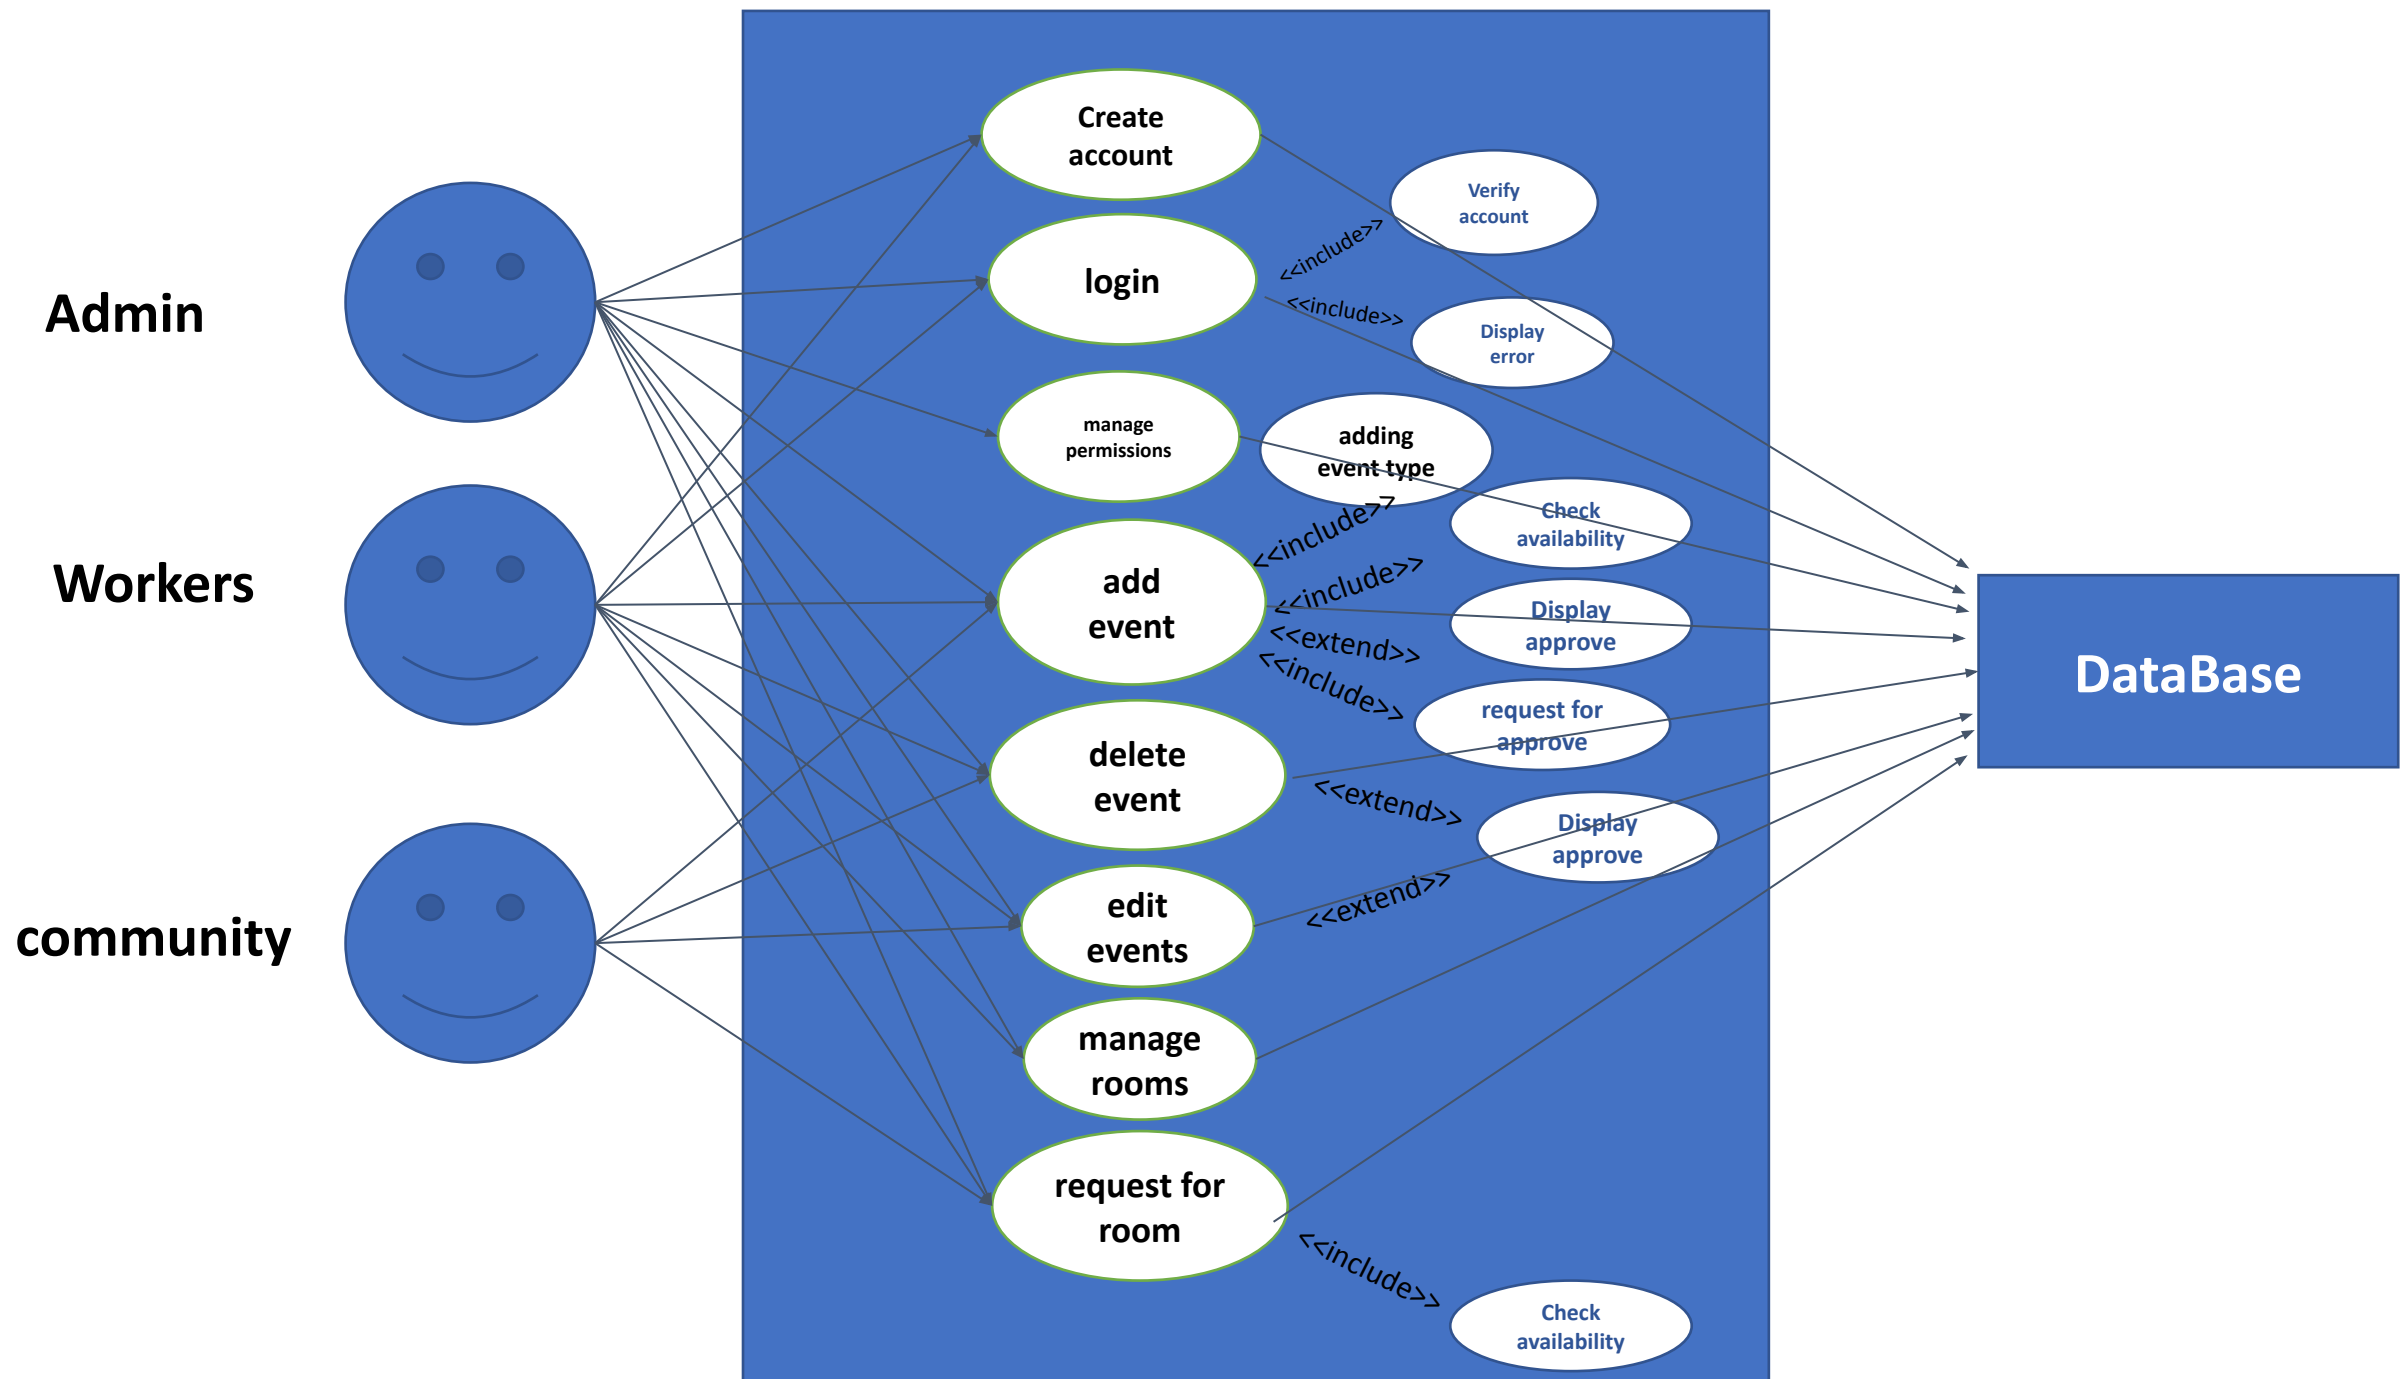 Admin
Workers
community
Create
account
login
manage
permissions
add
event
delete
event
edit
events
manage
rooms
request for
room
<<include>>
Verify
account
<<include>>
Display
error
adding
event type
<<include>>
<<include>>
Check
availability
<<extend>>
Display
approve
<<include>>
request for
approve
<<extend>>
Display
approve
<<extend>>
<<include>>
Check
availability
DataBase